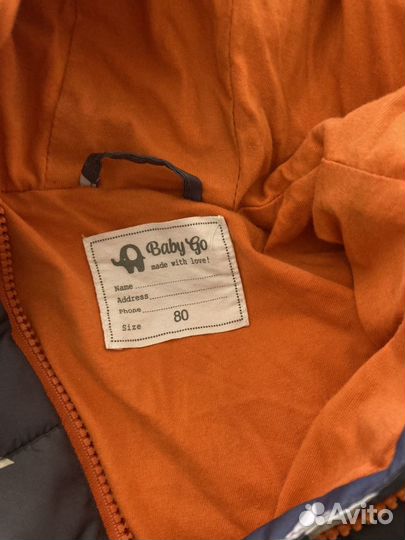 Baby Go
made with love!
Name
Address
Phone
Size 80
Avito